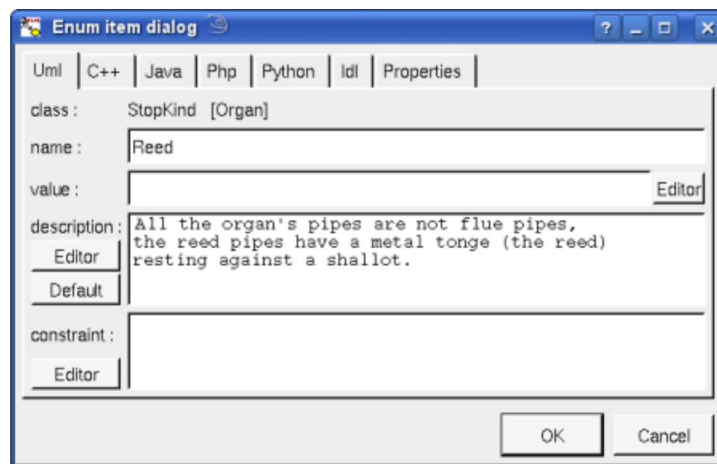 Enum item dialog
?
Uml C++ Java Php Python Idl Properties
class : StopKind [Organ]
name : Reed
value : Editor
description : All the organ's pipes are not flue pipes,
the reed pipes have a metal tonge (the reed)
Editor
resting against a shallot.
Default
constraint :
Editor
OK Cancel